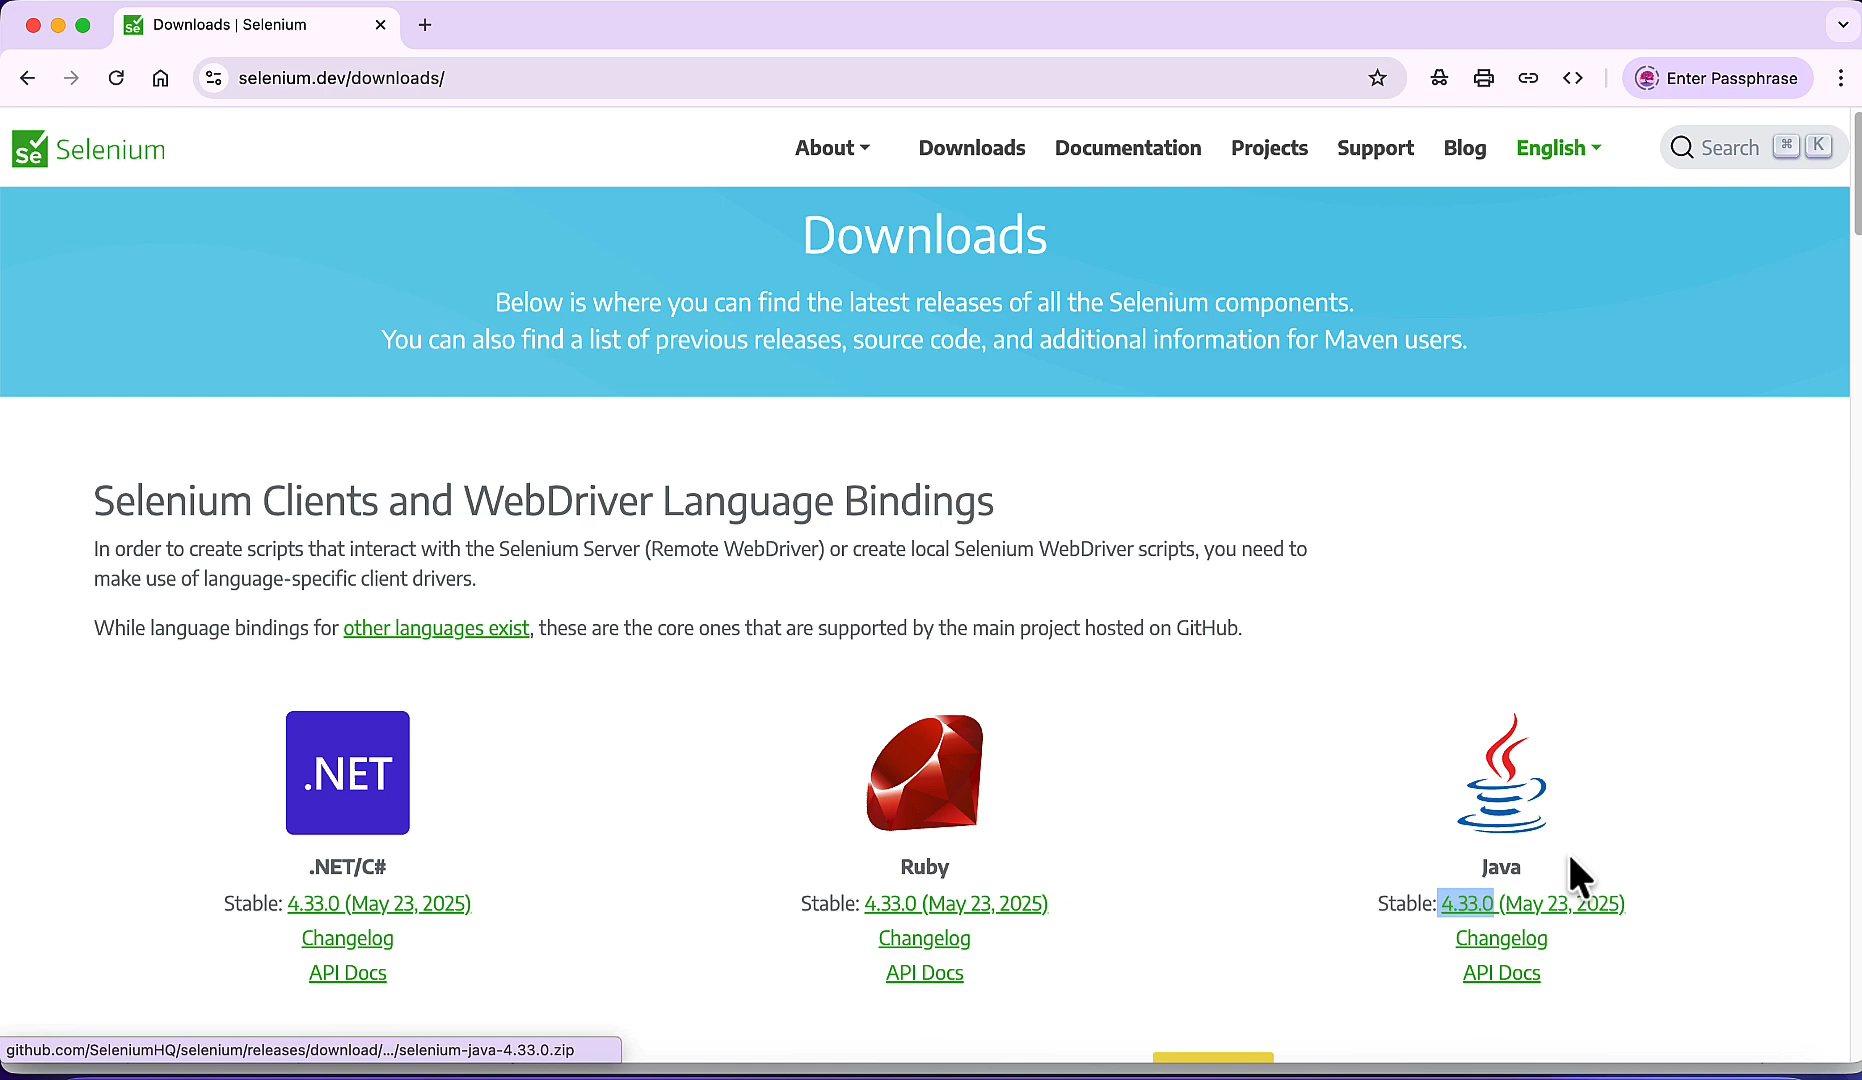 Downloads | Selenium
selenium.dev/downloads/
Enter Passphrase
Se Selenium
About Downloads Documentation Projects Support Blog English Search ⌘ K
Downloads
Below is where you can find the latest releases of all the Selenium components.
You can also find a list of previous releases, source code, and additional information for Maven users.
Selenium Clients and WebDriver Language Bindings
In order to create scripts that interact with the Selenium Server (Remote WebDriver) or create local Selenium WebDriver scripts, you need to
make use of language-specific client drivers.
While language bindings for other languages exist, these are the core ones that are supported by the main project hosted on GitHub.
.NET
.NET/C#
Stable: 4.33.0 (May 23, 2025)
Changelog
API Docs
Ruby
Stable: 4.33.0 (May 23, 2025)
Changelog
API Docs
Java
Stable: 4.33.0 (May 23, 2025)
Changelog
API Docs
github.com/SeleniumHQ/selenium/releases/download/.../selenium-java-4.33.0.zip